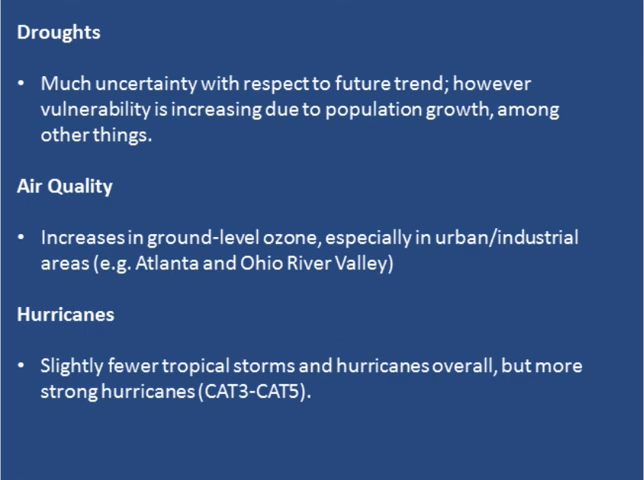 Droughts
• Much uncertainty with respect to future trend; however
vulnerability is increasing due to population growth, among
other things.
Air Quality
• Increases in ground-level ozone, especially in urban/industrial
areas (e.g. Atlanta and Ohio River Valley)
Hurricanes
• Slightly fewer tropical storms and hurricanes overall, but more
strong hurricanes (CAT3-CAT5).